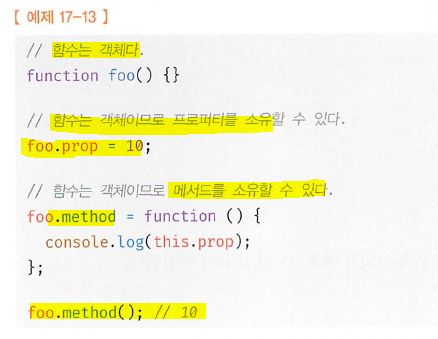 [ 예제 17-13 ]
// 함수는 객체다.
function foo() {}
// 함수는 객체이므로 프로퍼티를 소유할 수 있다.
foo.prop = 10;
// 함수는 객체이므로 메서드를 소유할 수 있다.
foo.method = function () {
console.log(this.prop);
};
foo.method(); // 10